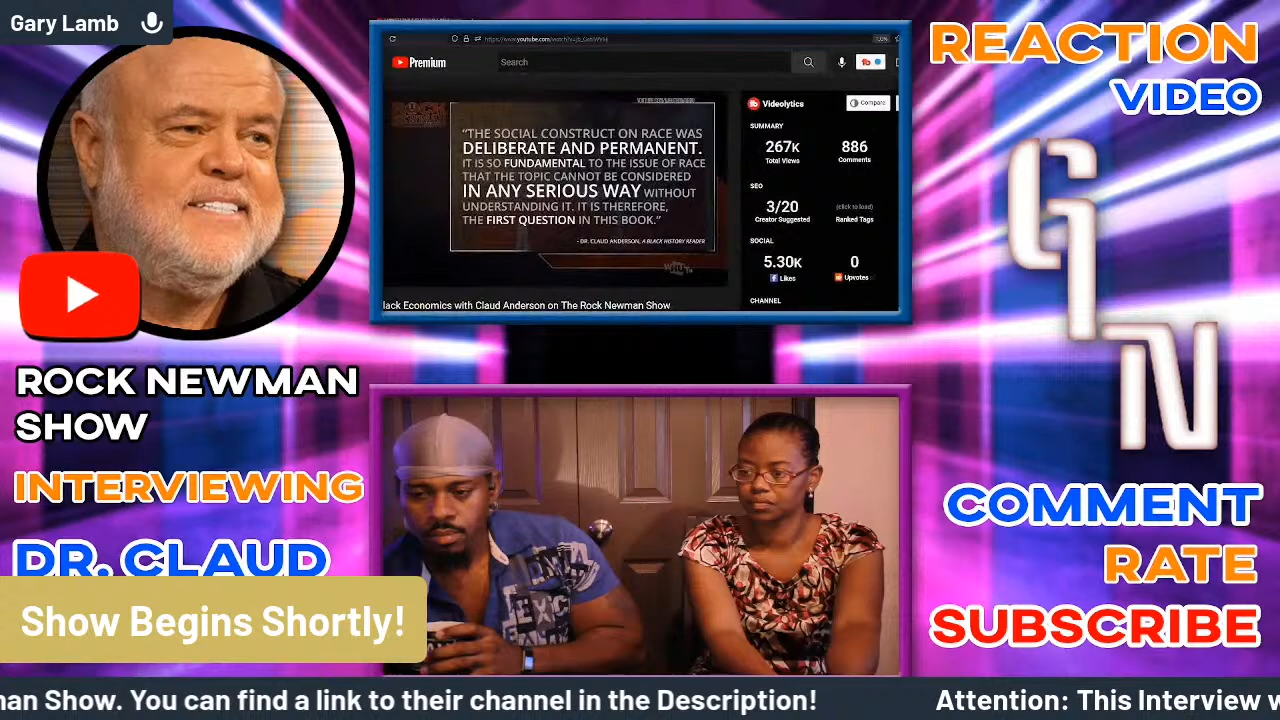 Gary Lamb
Premium
Search
"THE SOCIAL CONSTRUCT ON RACE WAS
DELIBERATE AND PERMANENT.
IT IS SO FUNDAMENTAL TO THE ISSUE OF RACE
THAT THE TOPIC CANNOT BE CONSIDERED
IN ANY SERIOUS WAY WITHOUT
UNDERSTANDING IT. IT IS THEREFORE,
THE FIRST QUESTION IN THIS BOOK."
- DR. CLAUD ANDERSON, A BLACK HISTORY READER
lack Economics with Claud Anderson on The Rock Newman Show
Videolytics
Compare
SUMMARY
267K
886
Total Views
Comments
SEO
3/20
(click to load)
Creator Suggested
Ranked Tags
SOCIAL
5.30K
0
Likes
Upvotes
CHANNEL
REACTION
VIDEO
GIN
ROCK NEWMAN
SHOW
INTERVIEWING
DR. CLAUD
Show Begins Shortly!
COMMENT
RATE
SUBSCRIBE
man Show. You can find a link to their channel in the Description!
Attention: This Interview w